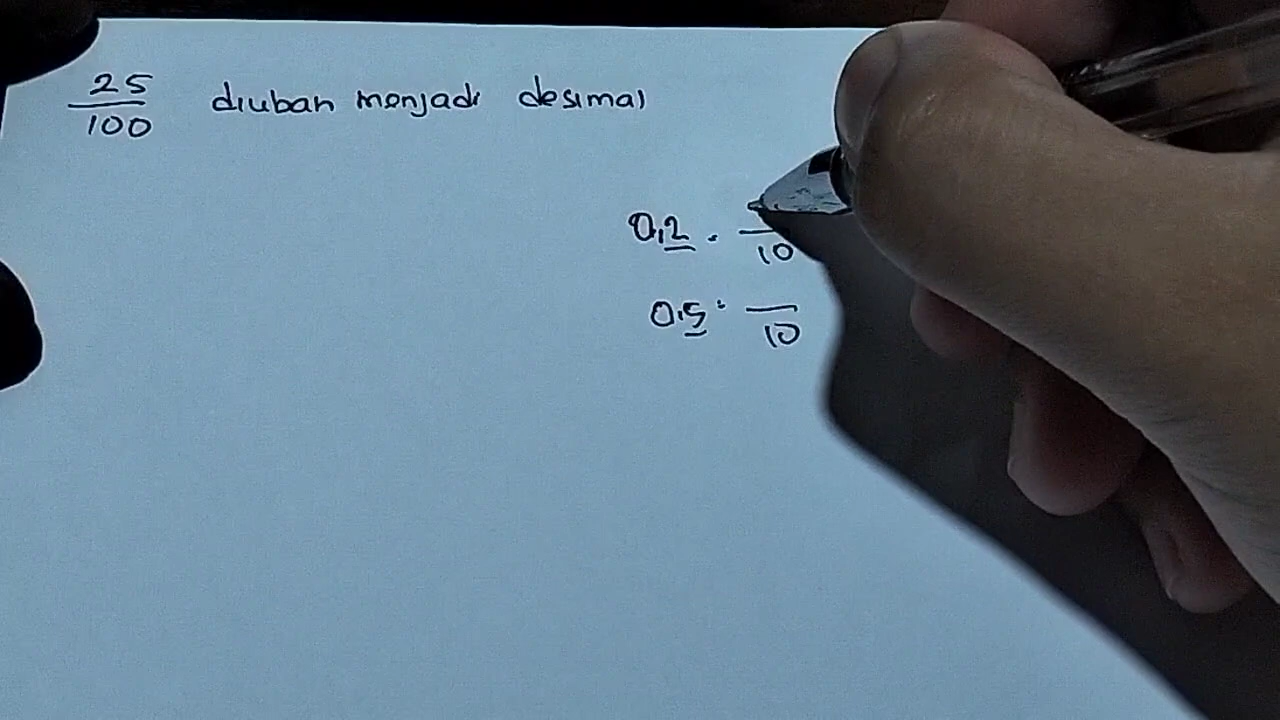 25/100 diubah menjadi desimal
0,2 = /10
0,5 = /10